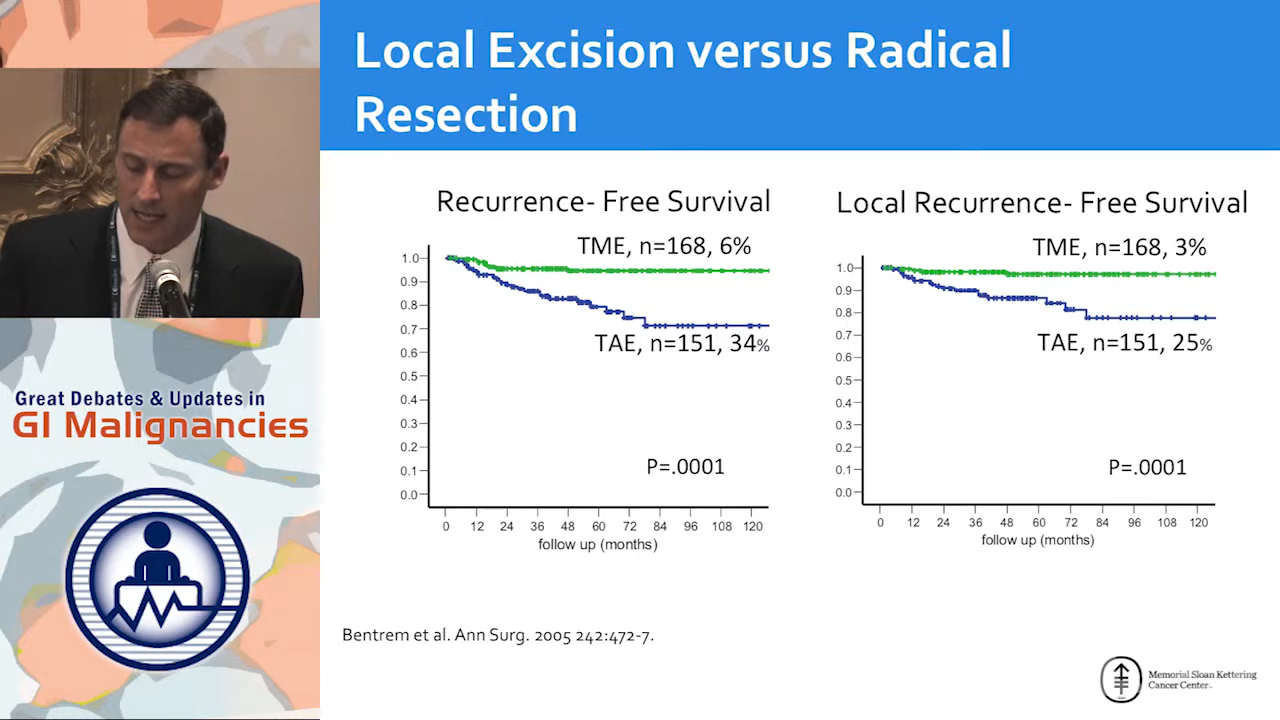 Local Excision versus Radical
Resection
Recurrence- Free Survival
TME, n=168, 6%
1.0
0.9
0.8
0.7
0.6
0.5
0.4
0.3
0.2
0.1
0.0
TAE, n=151, 34%
P=.0001
0 12 24 36 48 60 72 84 96 108 120
follow up (months)
Local Recurrence- Free Survival
TME, n=168, 3%
1.0
0.9
0.8
0.7
0.6
0.5
0.4
0.3
0.2
0.1
0.0
TAE, n=151, 25%
P=.0001
0 12 24 36 48 60 72 84 96 108 120
follow up (months)
Bentrem et al. Ann Surg. 2005 242:472-7.
Great Debates & Updates in
GI Malignancies
Memorial Sloan Kettering
Cancer Center